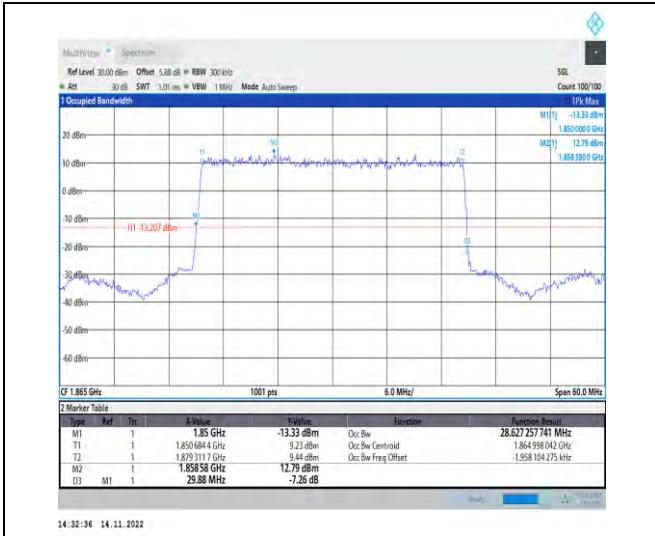 MultiView Spectrum
Ref Level 30.00 dBm Offset 5.88 dB RBW 300 kHz SGL
Att 30 dB SWT 1.01 ms VBW 1 MHz Mode Auto Sweep Count 100/100
1 Occupied Bandwidth 1Pk Max
M1[1] -13.33 dBm
1.850 000 0 GHz
M2[1] 12.79 dBm
1.858 580 0 GHz
20 dBm
T1 M2 T2
10 dBm
0 dBm
-10 dBm
M1
H1 -13.207 dBm
-20 dBm
D3
-30 dBm
-40 dBm
-50 dBm
-60 dBm
CF 1.865 GHz 1001 pts 6.0 MHz/ Span 60.0 MHz
2 Marker Table
Type Ref Trc X-Value Y-Value Function Function Result
M1 1 1.85 GHz -13.33 dBm Occ Bw 28.627 257 741 MHz
T1 1 1.850 684 4 GHz 9.23 dBm Occ Bw Centroid 1.864 998 042 GHz
T2 1 1.879 311 7 GHz 9.44 dBm Occ Bw Freq Offset -1.958 104 275 kHz
M2 1 1.858 58 GHz 12.79 dBm
D3 M1 1 29.88 MHz -7.26 dB
14:32:36 14.11.2022